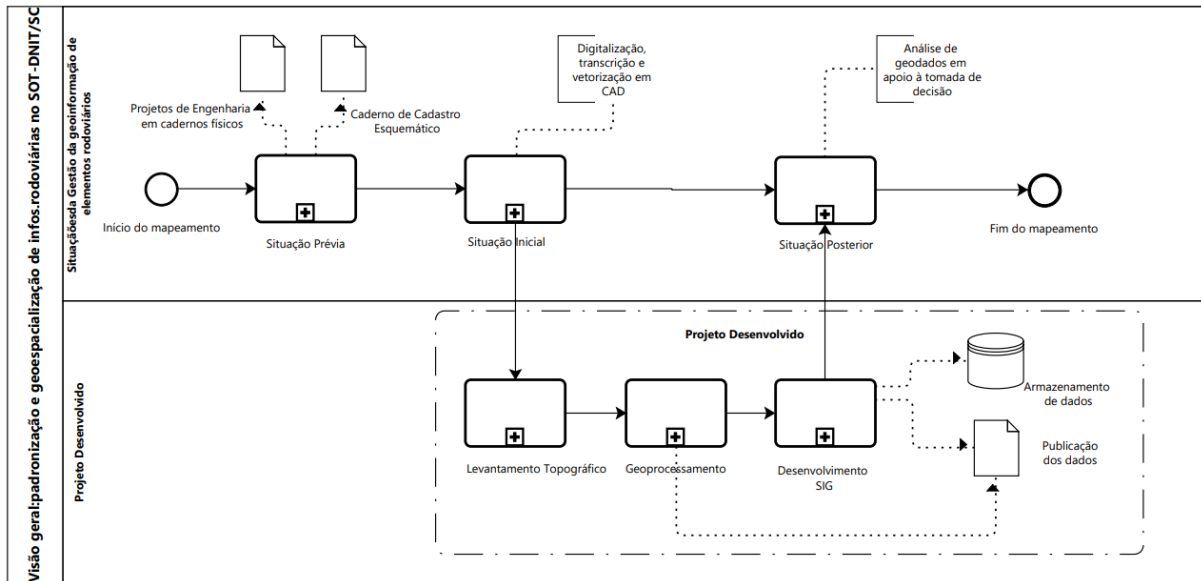 Visão geral:padronização e geoespacialização de infos.rodoviárias no SOT-DNIT/SC
Situaçãoesda Gestão da geoinformação de
elementos rodoviários
Projetos de Engenharia
em cadernos físicos
Caderno de Cadastro
Esquemático
Digitalização,
transcrição e
vetorização em
CAD
Análise de
geodados em
apoio à tomada de
decisão
Início do mapeamento
Situação Prévia
Situação Inicial
Situação Posterior
Fim do mapeamento
Projeto Desenvolvido
Projeto Desenvolvido
Levantamento Topográfico
Geoprocessamento
Desenvolvimento
SIG
Armazenamento
de dados
Publicação
dos dados